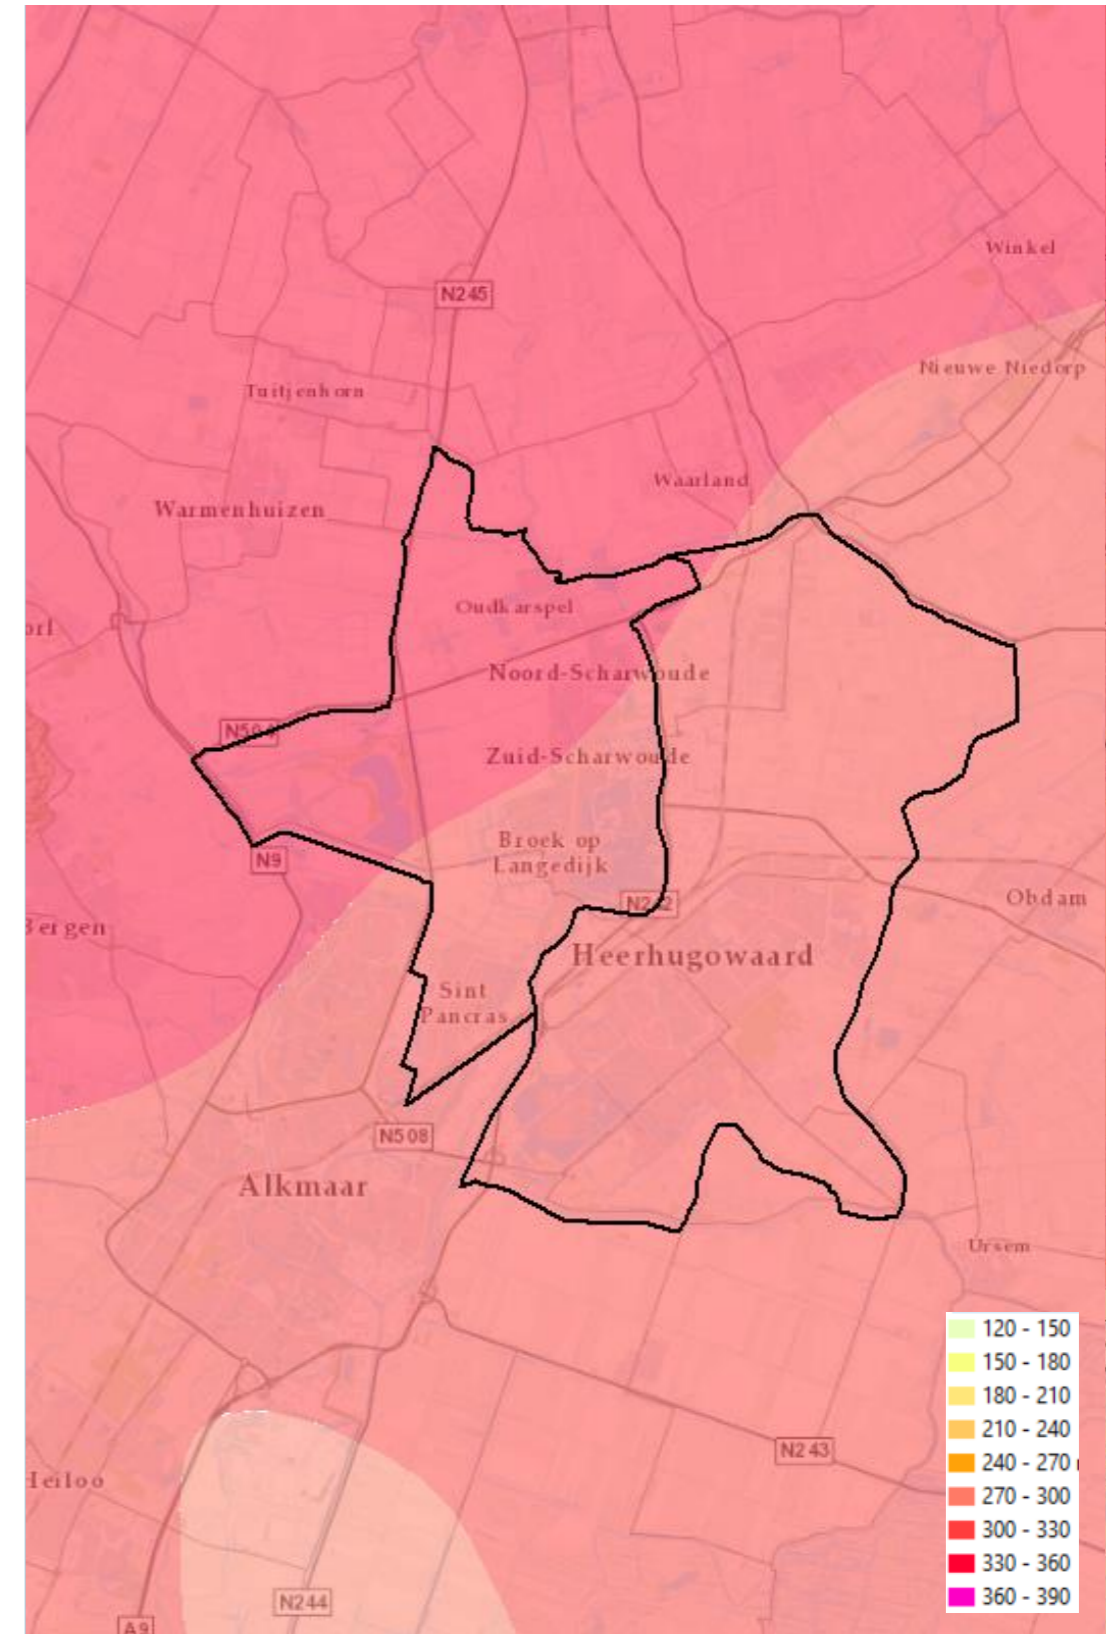 Winkel
N245
Nieuwe Niedorp
Tuitjenhorn
Waarland
Warmenhuizen
Oudkarspel
orl
Noord-Scharwoude
N504
Zuid-Scharwoude
Broek op
Langedijk
N9
Obdam
N242
Bergen
Heerhugowaard
Sint
Pancras
N508
Alkmaar
Ursem
120 - 150
150 - 180
180 - 210
210 - 240
240 - 270
270 - 300
300 - 330
330 - 360
360 - 390
N243
Heiloo
N244
A9